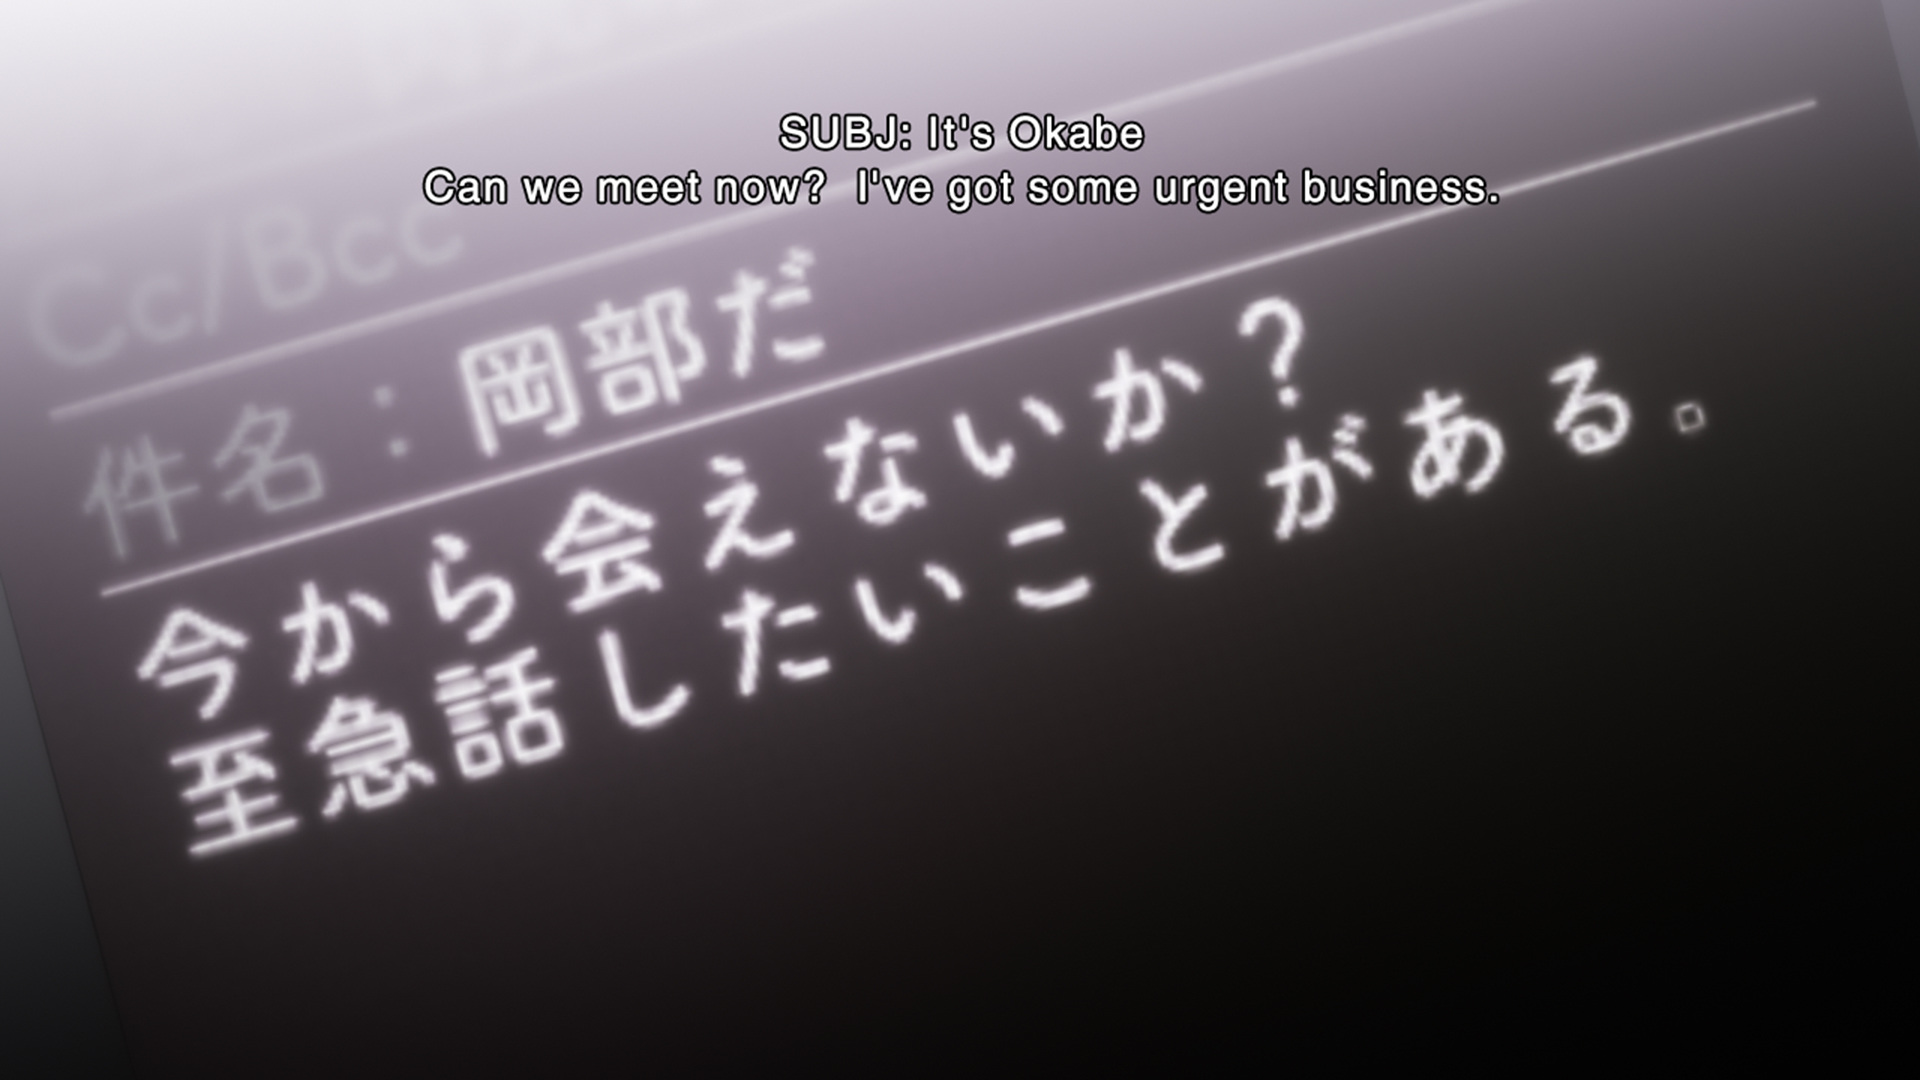 SUBJ: It's Okabe
Can we meet now?  I've got some urgent business.
Cc/Bcc
件名：岡部だ
今から会えないか？
至急話したいことがある。